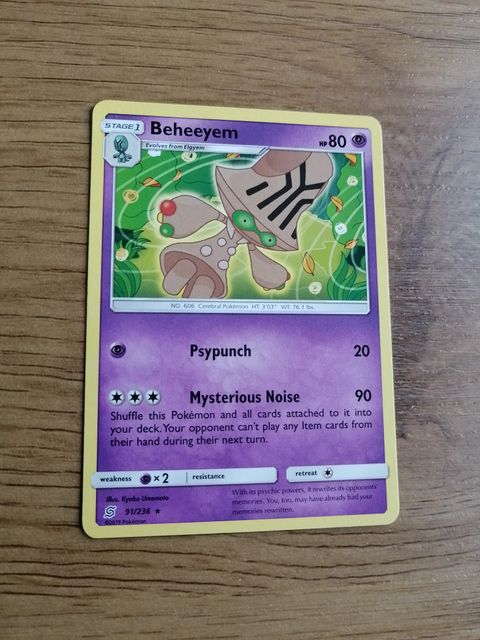 STAGE 1
Beheeyem
HP 80
Evolves from Elgyem
NO. 606 Cerebral Pokémon HT: 3'03" WT: 76.1 lbs.
Psypunch 20
Mysterious Noise 90
Shuffle this Pokémon and all cards attached to it into
your deck. Your opponent can't play any Item cards from
their hand during their next turn.
weakness × 2 resistance retreat
Illus. Kyoko Umemoto
91/236 ★
©2019 Pokémon
With its psychic powers, it rewrites its opponents'
memories. You, too, may have already had your
memories rewritten.